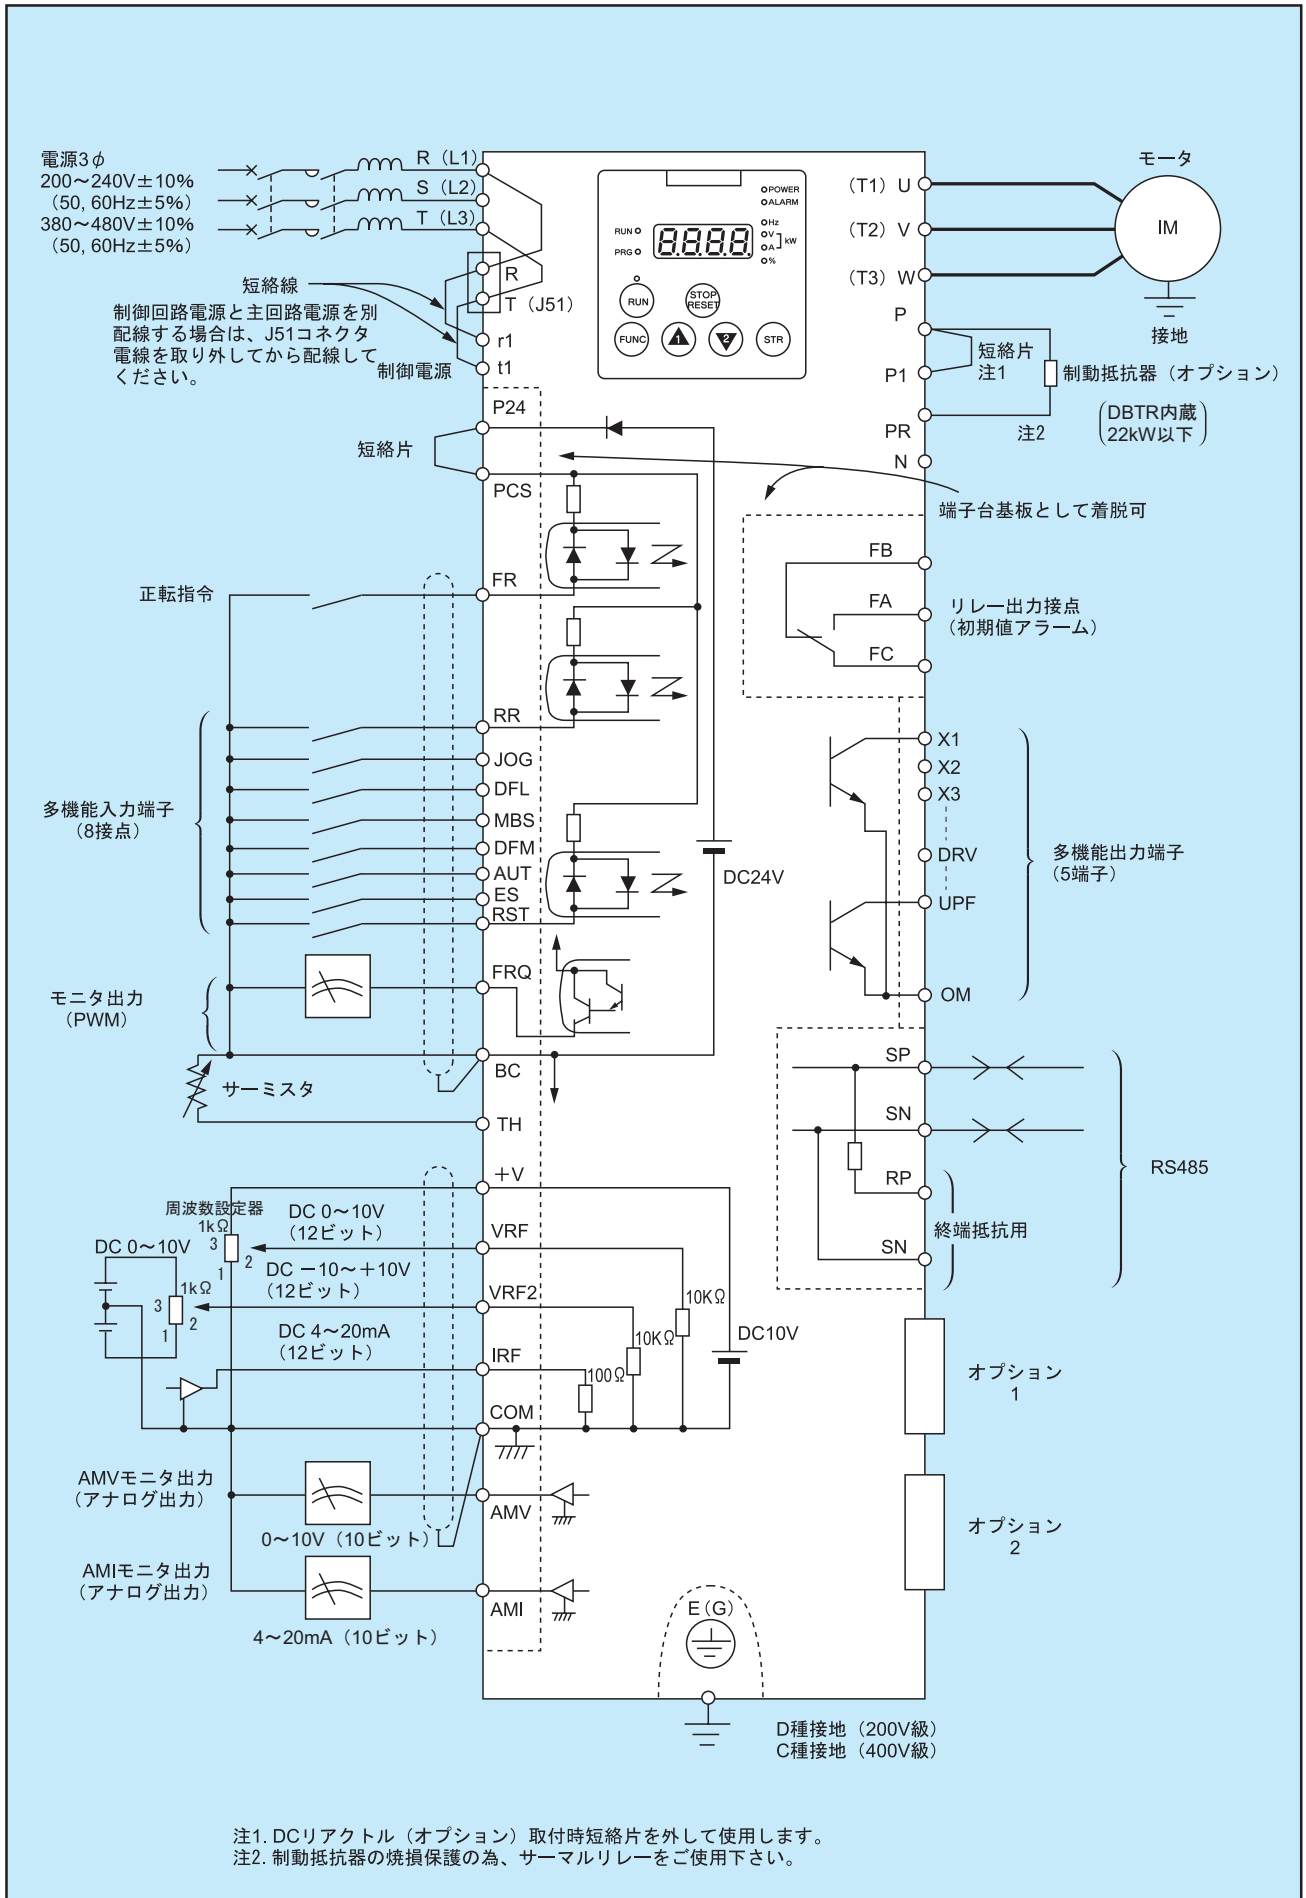 電源3φ
200～240V±10%
（50, 60Hz±5%）
380～480V±10%
（50, 60Hz±5%）
R（L1）
S（L2）
T（L3）
R
T（J51）
短絡線
制御回路電源と主回路電源を別
配線する場合は、J51コネクタ
電線を取り外してから配線して
ください。
r1
t1
制御電源
POWER
ALARM
RUN
PRG
8.8.8.8.
Hz
V
A
kW
%
RUN
STOP
RESET
FUNC
1
2
STR
（T1）U
（T2）V
（T3）W
モータ
IM
接地
P
P1
PR
N
短絡片
注1
制動抵抗器（オプション）
注2
（DBTR内蔵
22kW以下）
端子台基板として着脱可
P24
短絡片
PCS
正転指令
FR
RR
JOG
DFL
MBS
DFM
AUT
ES
RST
多機能入力端子
（8接点）
DC24V
FRQ
モニタ出力
（PWM）
BC
サーミスタ
TH
FB
FA
FC
リレー出力接点
（初期値アラーム）
X1
X2
X3
DRV
UPF
OM
多機能出力端子
（5端子）
SP
SN
RP
SN
終端抵抗用
RS485
＋V
周波数設定器
1kΩ
3
2
1
DC 0～10V
（12ビット）
VRF
DC 0～10V
1kΩ
3
2
1
DC －10～＋10V
（12ビット）
VRF2
DC 4～20mA
（12ビット）
IRF
10KΩ
10KΩ
100Ω
DC10V
COM
AMVモニタ出力
（アナログ出力）
0～10V（10ビット）
AMV
AMIモニタ出力
（アナログ出力）
4～20mA（10ビット）
AMI
オプション
1
オプション
2
E（G）
D種接地（200V級）
C種接地（400V級）
注1. DCリアクトル（オプション）取付時短絡片を外して使用します。
注2. 制動抵抗器の焼損保護の為、サーマルリレーをご使用下さい。